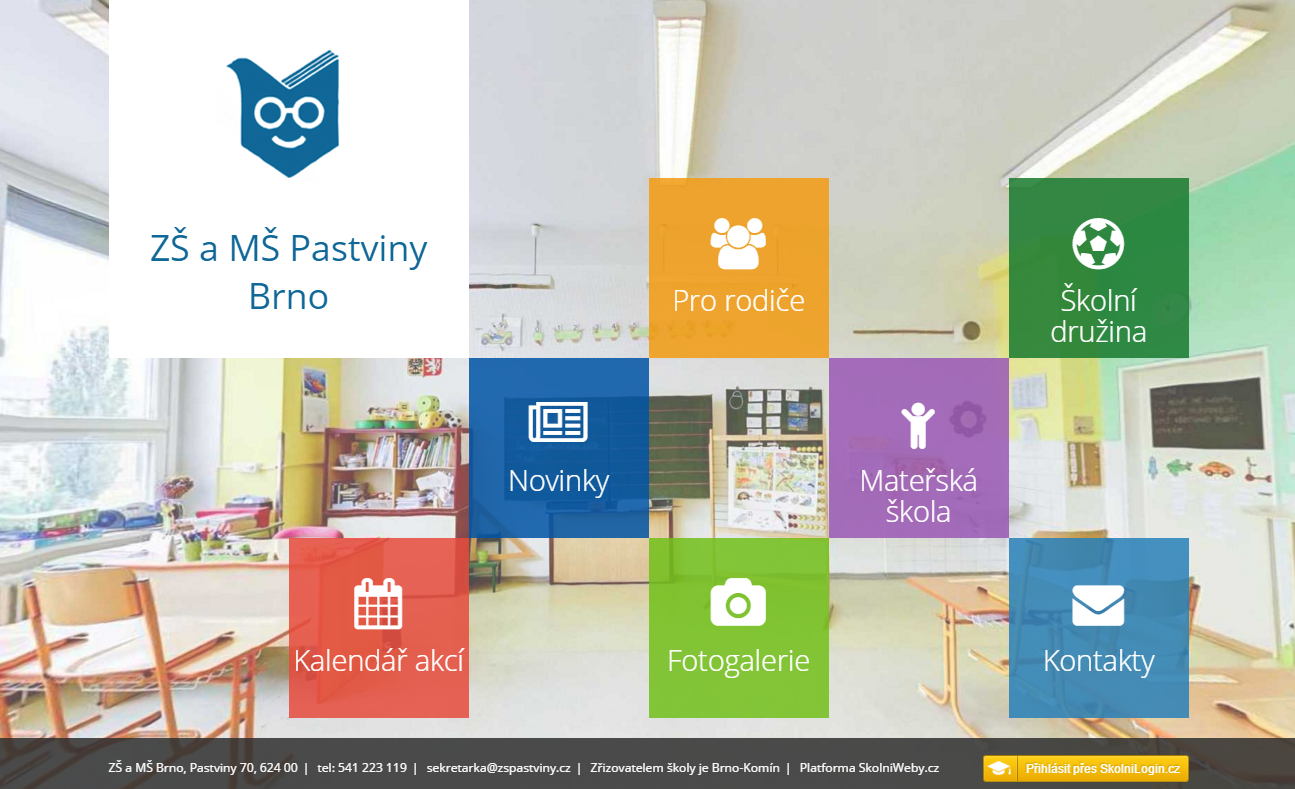 ZŠ a MŠ Pastviny
Brno
Pro rodiče
Školní
družina
Novinky
Mateřská
škola
Kalendář akcí
Fotogalerie
Kontakty
ZŠ a MŠ Brno, Pastviny 70, 624 00 | tel: 541 223 119 | sekretarka@zspastviny.cz | Zřizovatelem školy je Brno-Komín | Platforma SkolniWeby.cz
Přihlásit přes SkolniLogin.cz